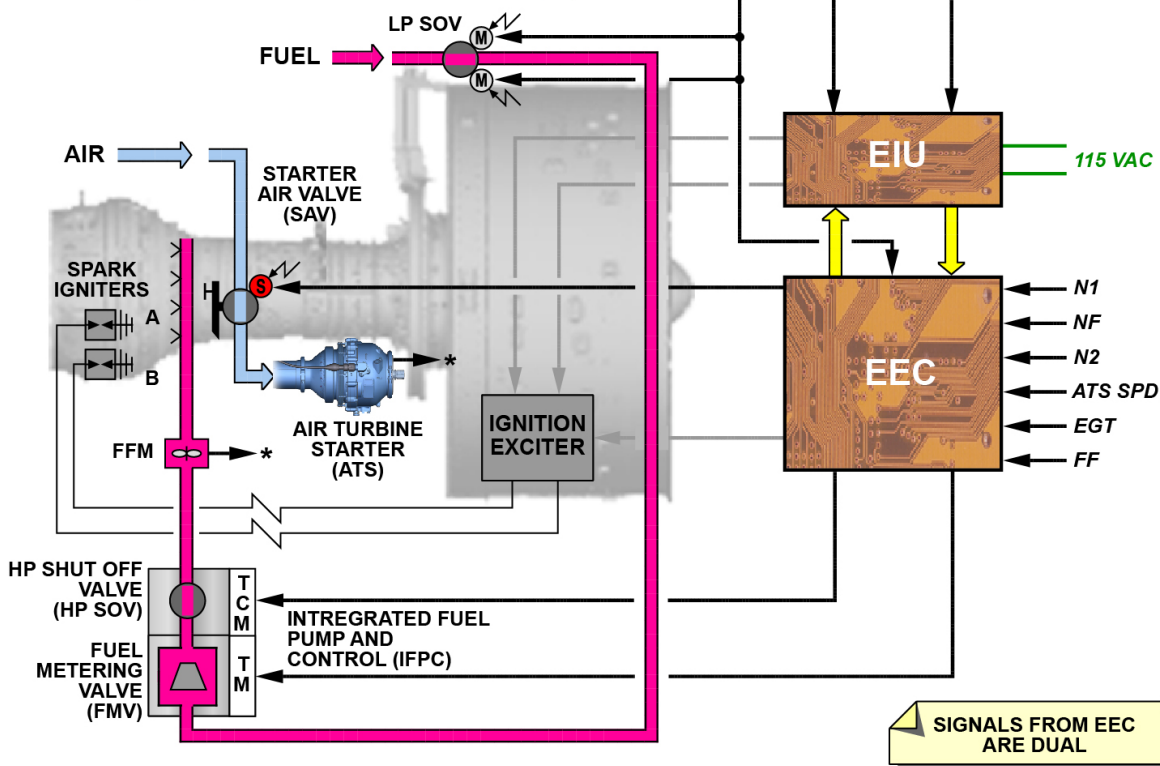 LP SOV
M
FUEL
M
AIR
EIU
115 VAC
STARTER
AIR VALVE
(SAV)
SPARK
IGNITERS
A
B
S
*
AIR TURBINE
STARTER
(ATS)
IGNITION
EXCITER
EEC
N1
NF
N2
ATS SPD
EGT
FF
FFM
*
HP SHUT OFF
VALVE
(HP SOV)
TCM
INTREGRATED FUEL
PUMP AND
CONTROL (IFPC)
FUEL
METERING
VALVE
(FMV)
TM
SIGNALS FROM EEC
ARE DUAL